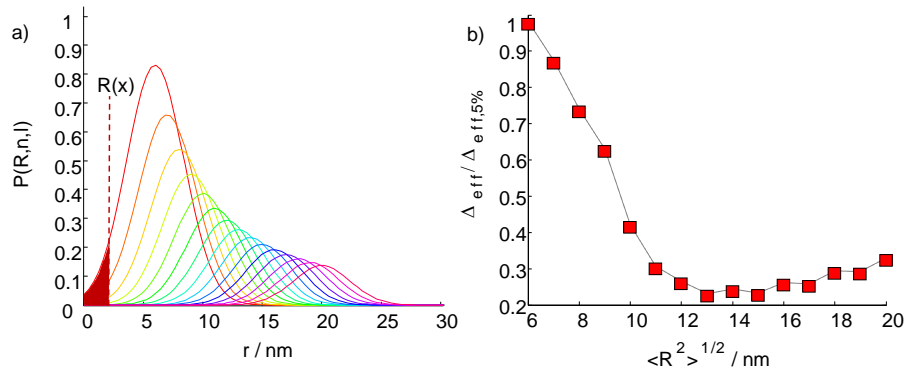 a)
P(R,n,l)
1
0.9
0.8
0.7
0.6
0.5
0.4
0.3
0.2
0.1
0
R(x)
0 5 10 15 20 25 30
r / nm
b)
Δ eff / Δ eff,5%
1
0.9
0.8
0.7
0.6
0.5
0.4
0.3
0.2
6 8 10 12 14 16 18 20
<R²>^1/2 / nm